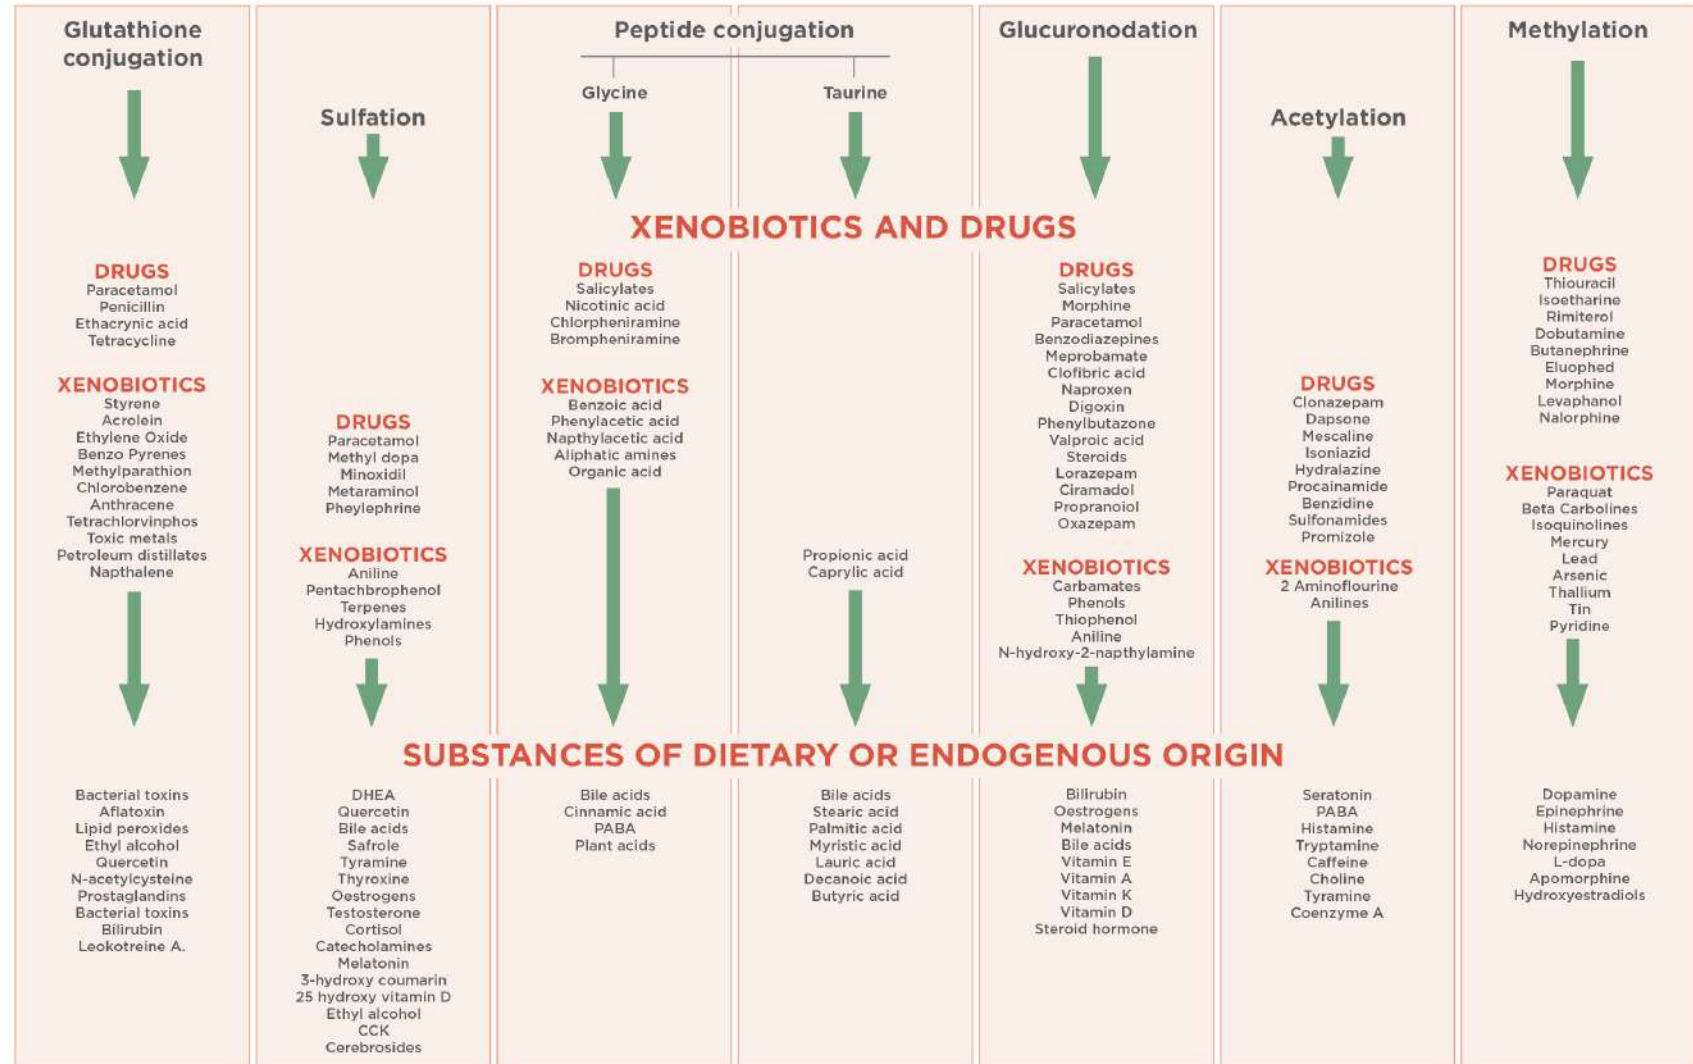 Glutathione
conjugation
Sulfation
Peptide conjugation
Glycine
Taurine
Glucuronodation
Acetylation
Methylation
XENOBIOTICS AND DRUGS
DRUGS
Paracetamol
Penicillin
Ethacrynic acid
Tetracycline
XENOBIOTICS
Styrene
Acrolein
Ethylene Oxide
Benzo Pyrenes
Methylparathion
Chlorobenzene
Anthracene
Tetrachlorvinphos
Toxic metals
Petroleum distillates
Napthalene
DRUGS
Paracetamol
Methyl dopa
Minoxidil
Metaraminol
Pheylephrine
XENOBIOTICS
Aniline
Pentachbrophenol
Terpenes
Hydroxylamines
Phenols
DRUGS
Salicylates
Nicotinic acid
Chlorpheniramine
Brompheniramine
XENOBIOTICS
Benzoic acid
Phenylacetic acid
Napthylacetic acid
Aliphatic amines
Organic acid
Propionic acid
Caprylic acid
DRUGS
Salicylates
Morphine
Paracetamol
Benzodiazepines
Meprobamate
Clofibric acid
Naproxen
Digoxin
Phenylbutazone
Valproic acid
Steroids
Lorazepam
Ciramadol
Propranoiol
Oxazepam
XENOBIOTICS
Carbamates
Phenols
Thiophenol
Aniline
N-hydroxy-2-napthylamine
DRUGS
Clonazepam
Dapsone
Mescaline
Isoniazid
Hydralazine
Procainamide
Benzidine
Sulfonamides
Promizole
XENOBIOTICS
2 Aminoflourine
Anilines
DRUGS
Thiouracil
Isoetharine
Rimiterol
Dobutamine
Butanephrine
Eluophed
Morphine
Levaphanol
Nalorphine
XENOBIOTICS
Paraquat
Beta Carbolines
Isoquinolines
Mercury
Lead
Arsenic
Thallium
Tin
Pyridine
SUBSTANCES OF DIETARY OR ENDOGENOUS ORIGIN
Bacterial toxins
Aflatoxin
Lipid peroxides
Ethyl alcohol
Quercetin
N-acetylcysteine
Prostaglandins
Bacterial toxins
Bilirubin
Leokotreine A.
DHEA
Quercetin
Bile acids
Safrole
Tyramine
Thyroxine
Oestrogens
Testosterone
Cortisol
Catecholamines
Melatonin
3-hydroxy coumarin
25 hydroxy vitamin D
Ethyl alcohol
CCK
Cerebrosides
Bile acids
Cinnamic acid
PABA
Plant acids
Bile acids
Stearic acid
Palmitic acid
Myristic acid
Lauric acid
Decanoic acid
Butyric acid
Bilirubin
Oestrogens
Melatonin
Bile acids
Vitamin E
Vitamin A
Vitamin K
Vitamin D
Steroid hormone
Seratonin
PABA
Histamine
Tryptamine
Caffeine
Choline
Tyramine
Coenzyme A
Dopamine
Epinephrine
Histamine
Norepinephrine
L-dopa
Apomorphine
Hydroxyestradiols